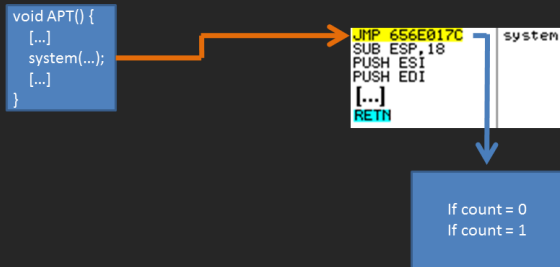 void APT() {
[...]
system(...);
[...]
}
JMP 656E017C
system
SUB ESP,18
PUSH ESI
PUSH EDI
[...]
RETN
If count = 0
If count = 1